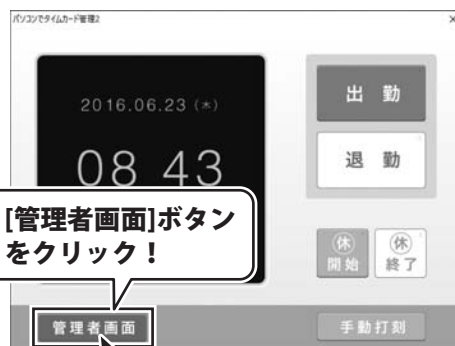 パソコンでタイムカード管理2
2016.06.23 (木)
08 43
出 勤
退 勤
[管理者画面]ボタン
をクリック！
休
開始
休
終了
管理者画面
手動打刻